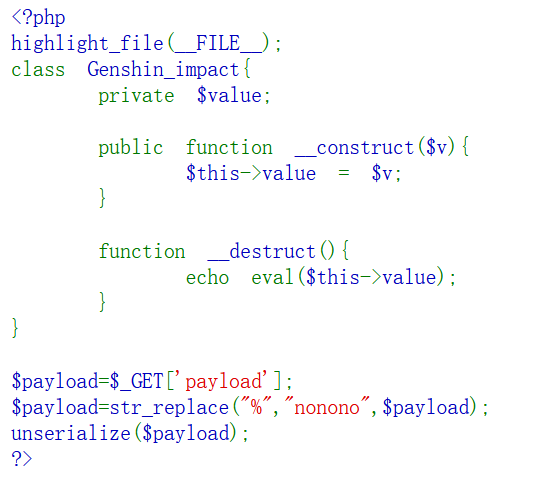 <?php
highlight_file(__FILE__);
class Genshin_impact{
private $value;
public function __construct($v){
$this->value = $v;
}
function __destruct(){
echo eval($this->value);
}
}
$payload=$_GET['payload'];
$payload=str_replace("%","nonono",$payload);
unserialize($payload);
?>